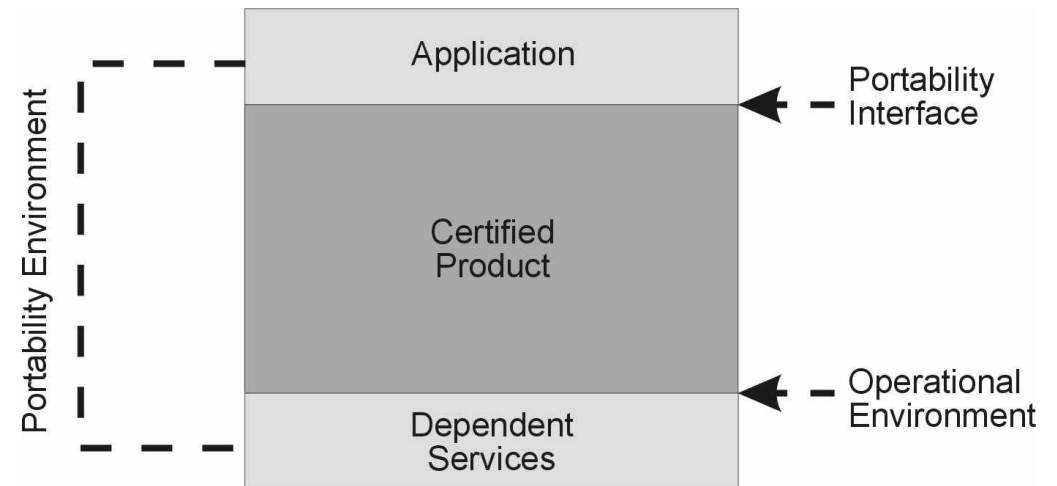 Application
Portability
Interface
Portability Environment
Certified
Product
Operational
Environment
Dependent
Services